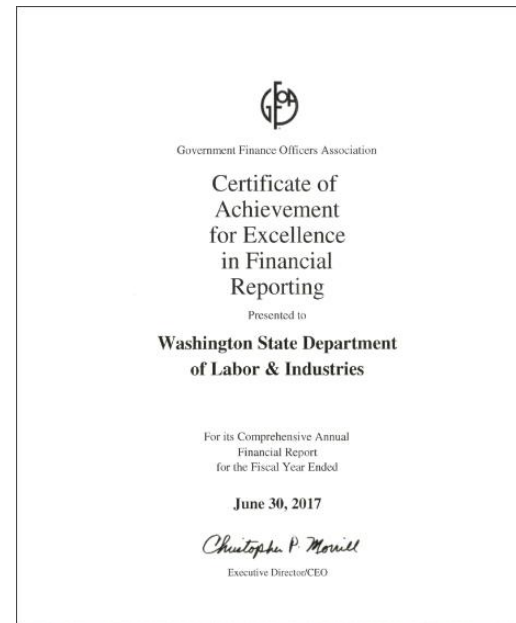 GFOA
Government Finance Officers Association
Certificate of
Achievement
for Excellence
in Financial
Reporting
Presented to
Washington State Department
of Labor & Industries
For its Comprehensive Annual
Financial Report
for the Fiscal Year Ended
June 30, 2017
Christopher P. Morrill
Executive Director/CEO